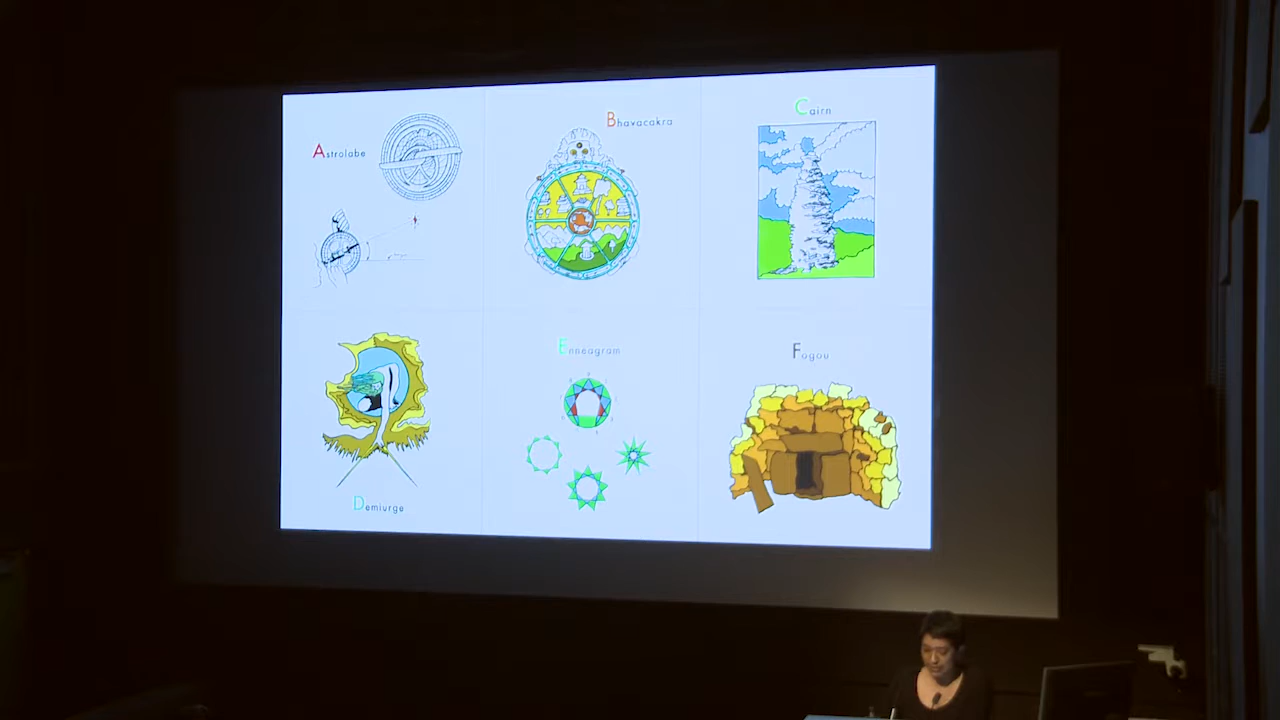 Astrolabe
Bhavacakra
Cairn
Demiurge
Enneagram
Fogou